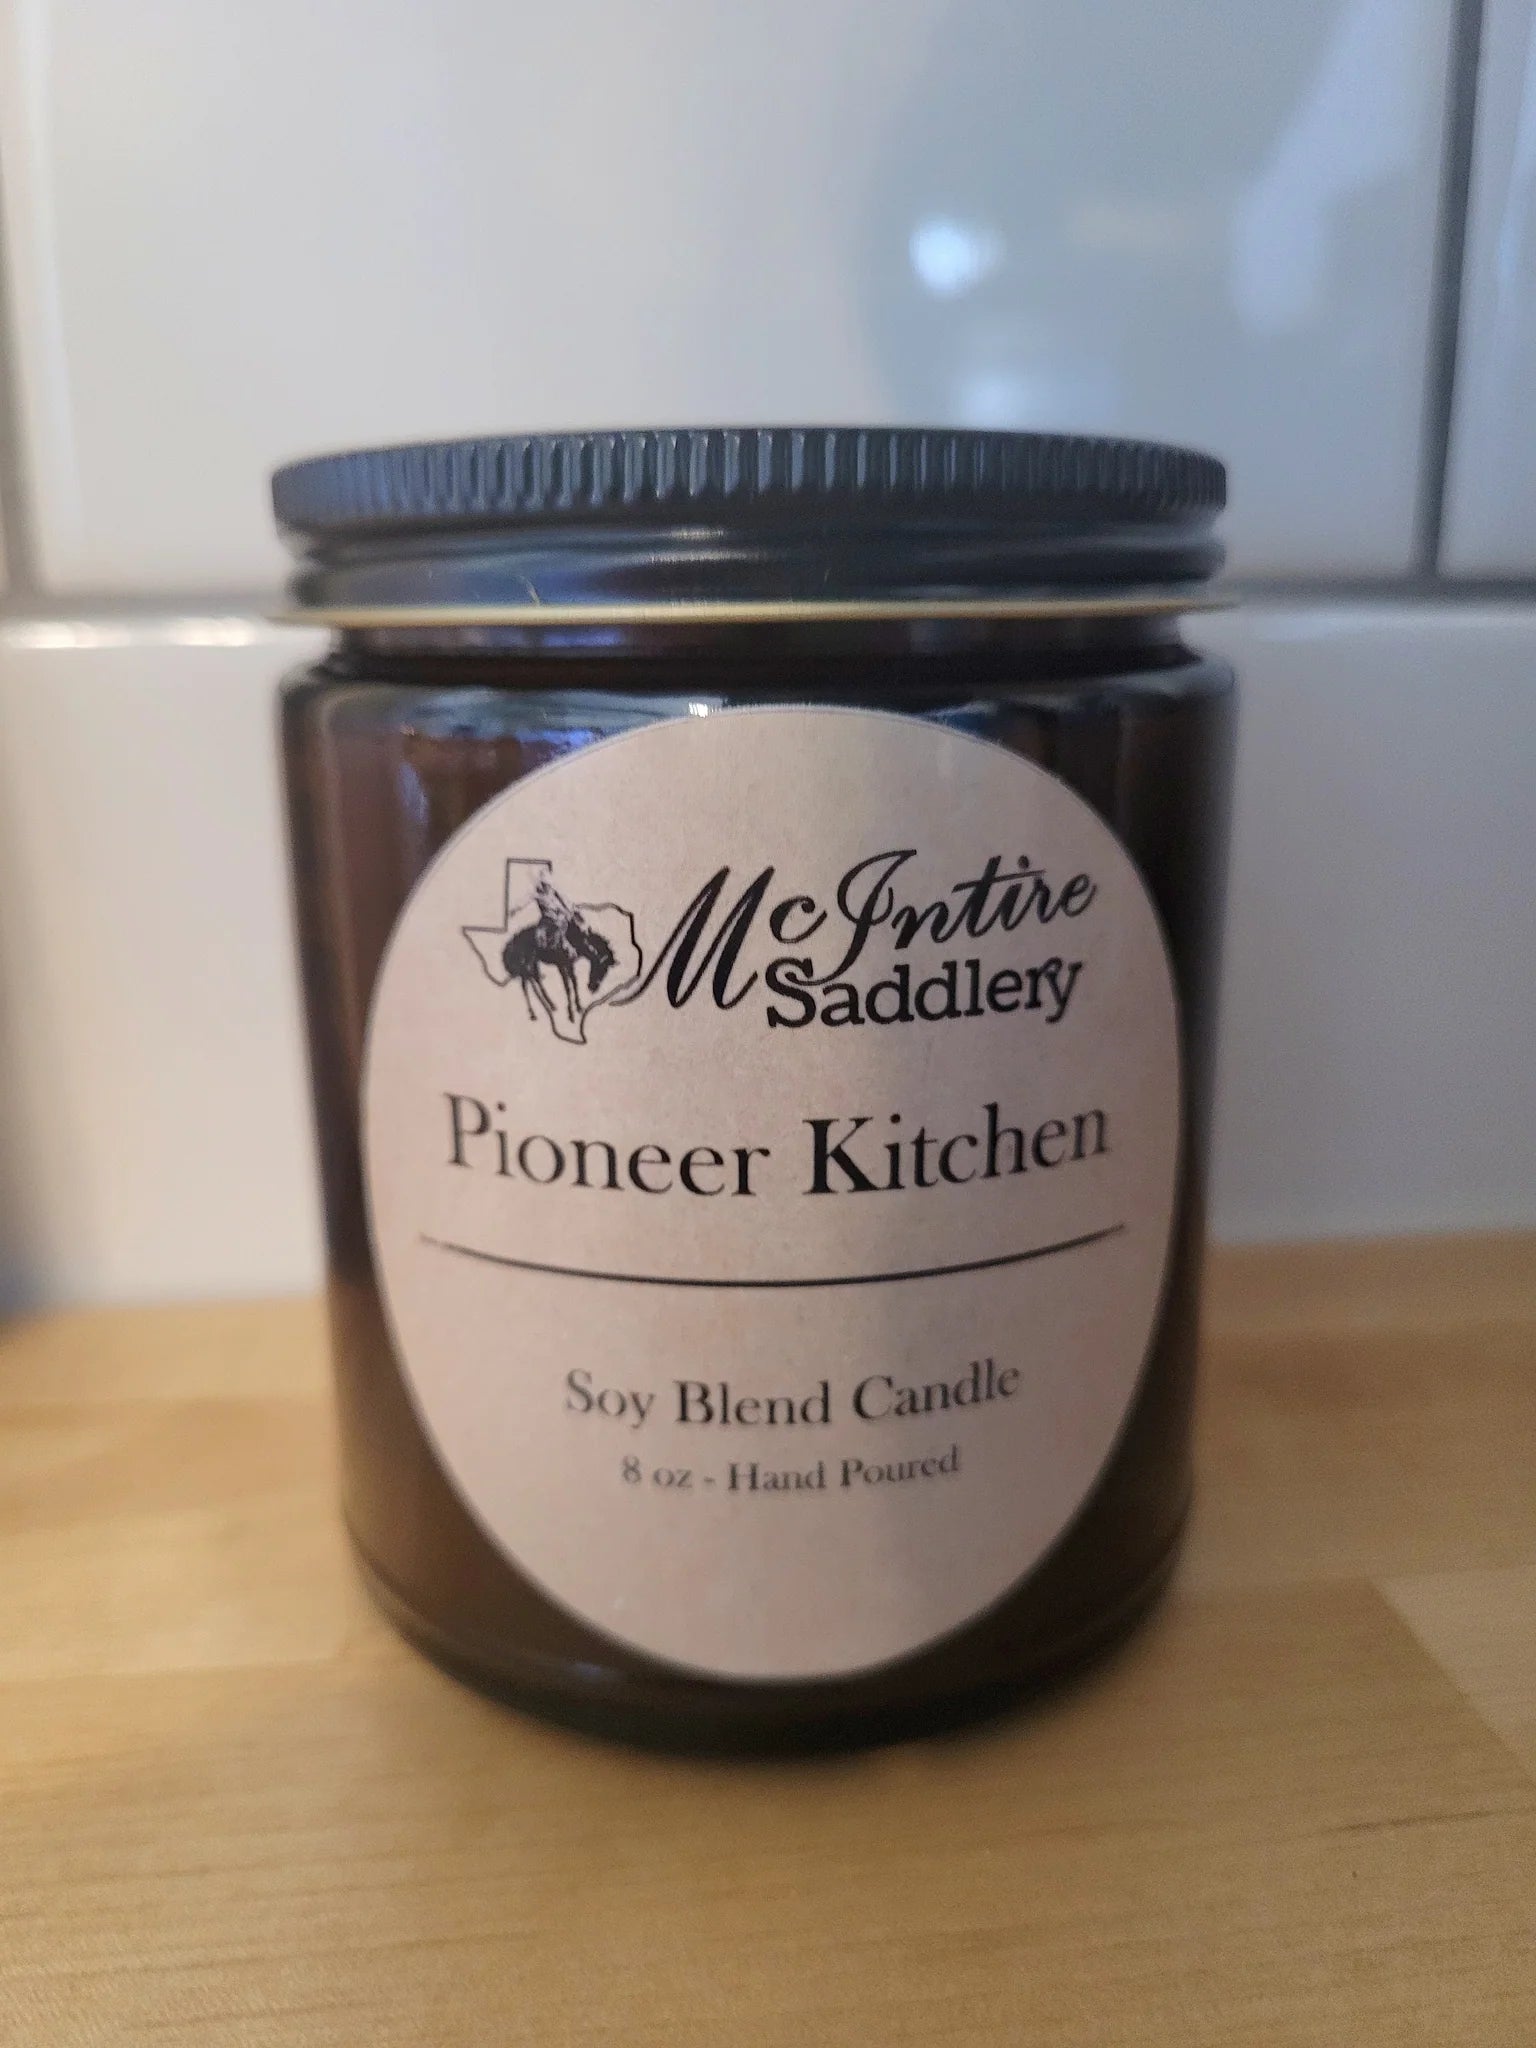 McIntire
Saddlery
Pioneer Kitchen
Soy Blend Candle
8 oz - Hand Poured